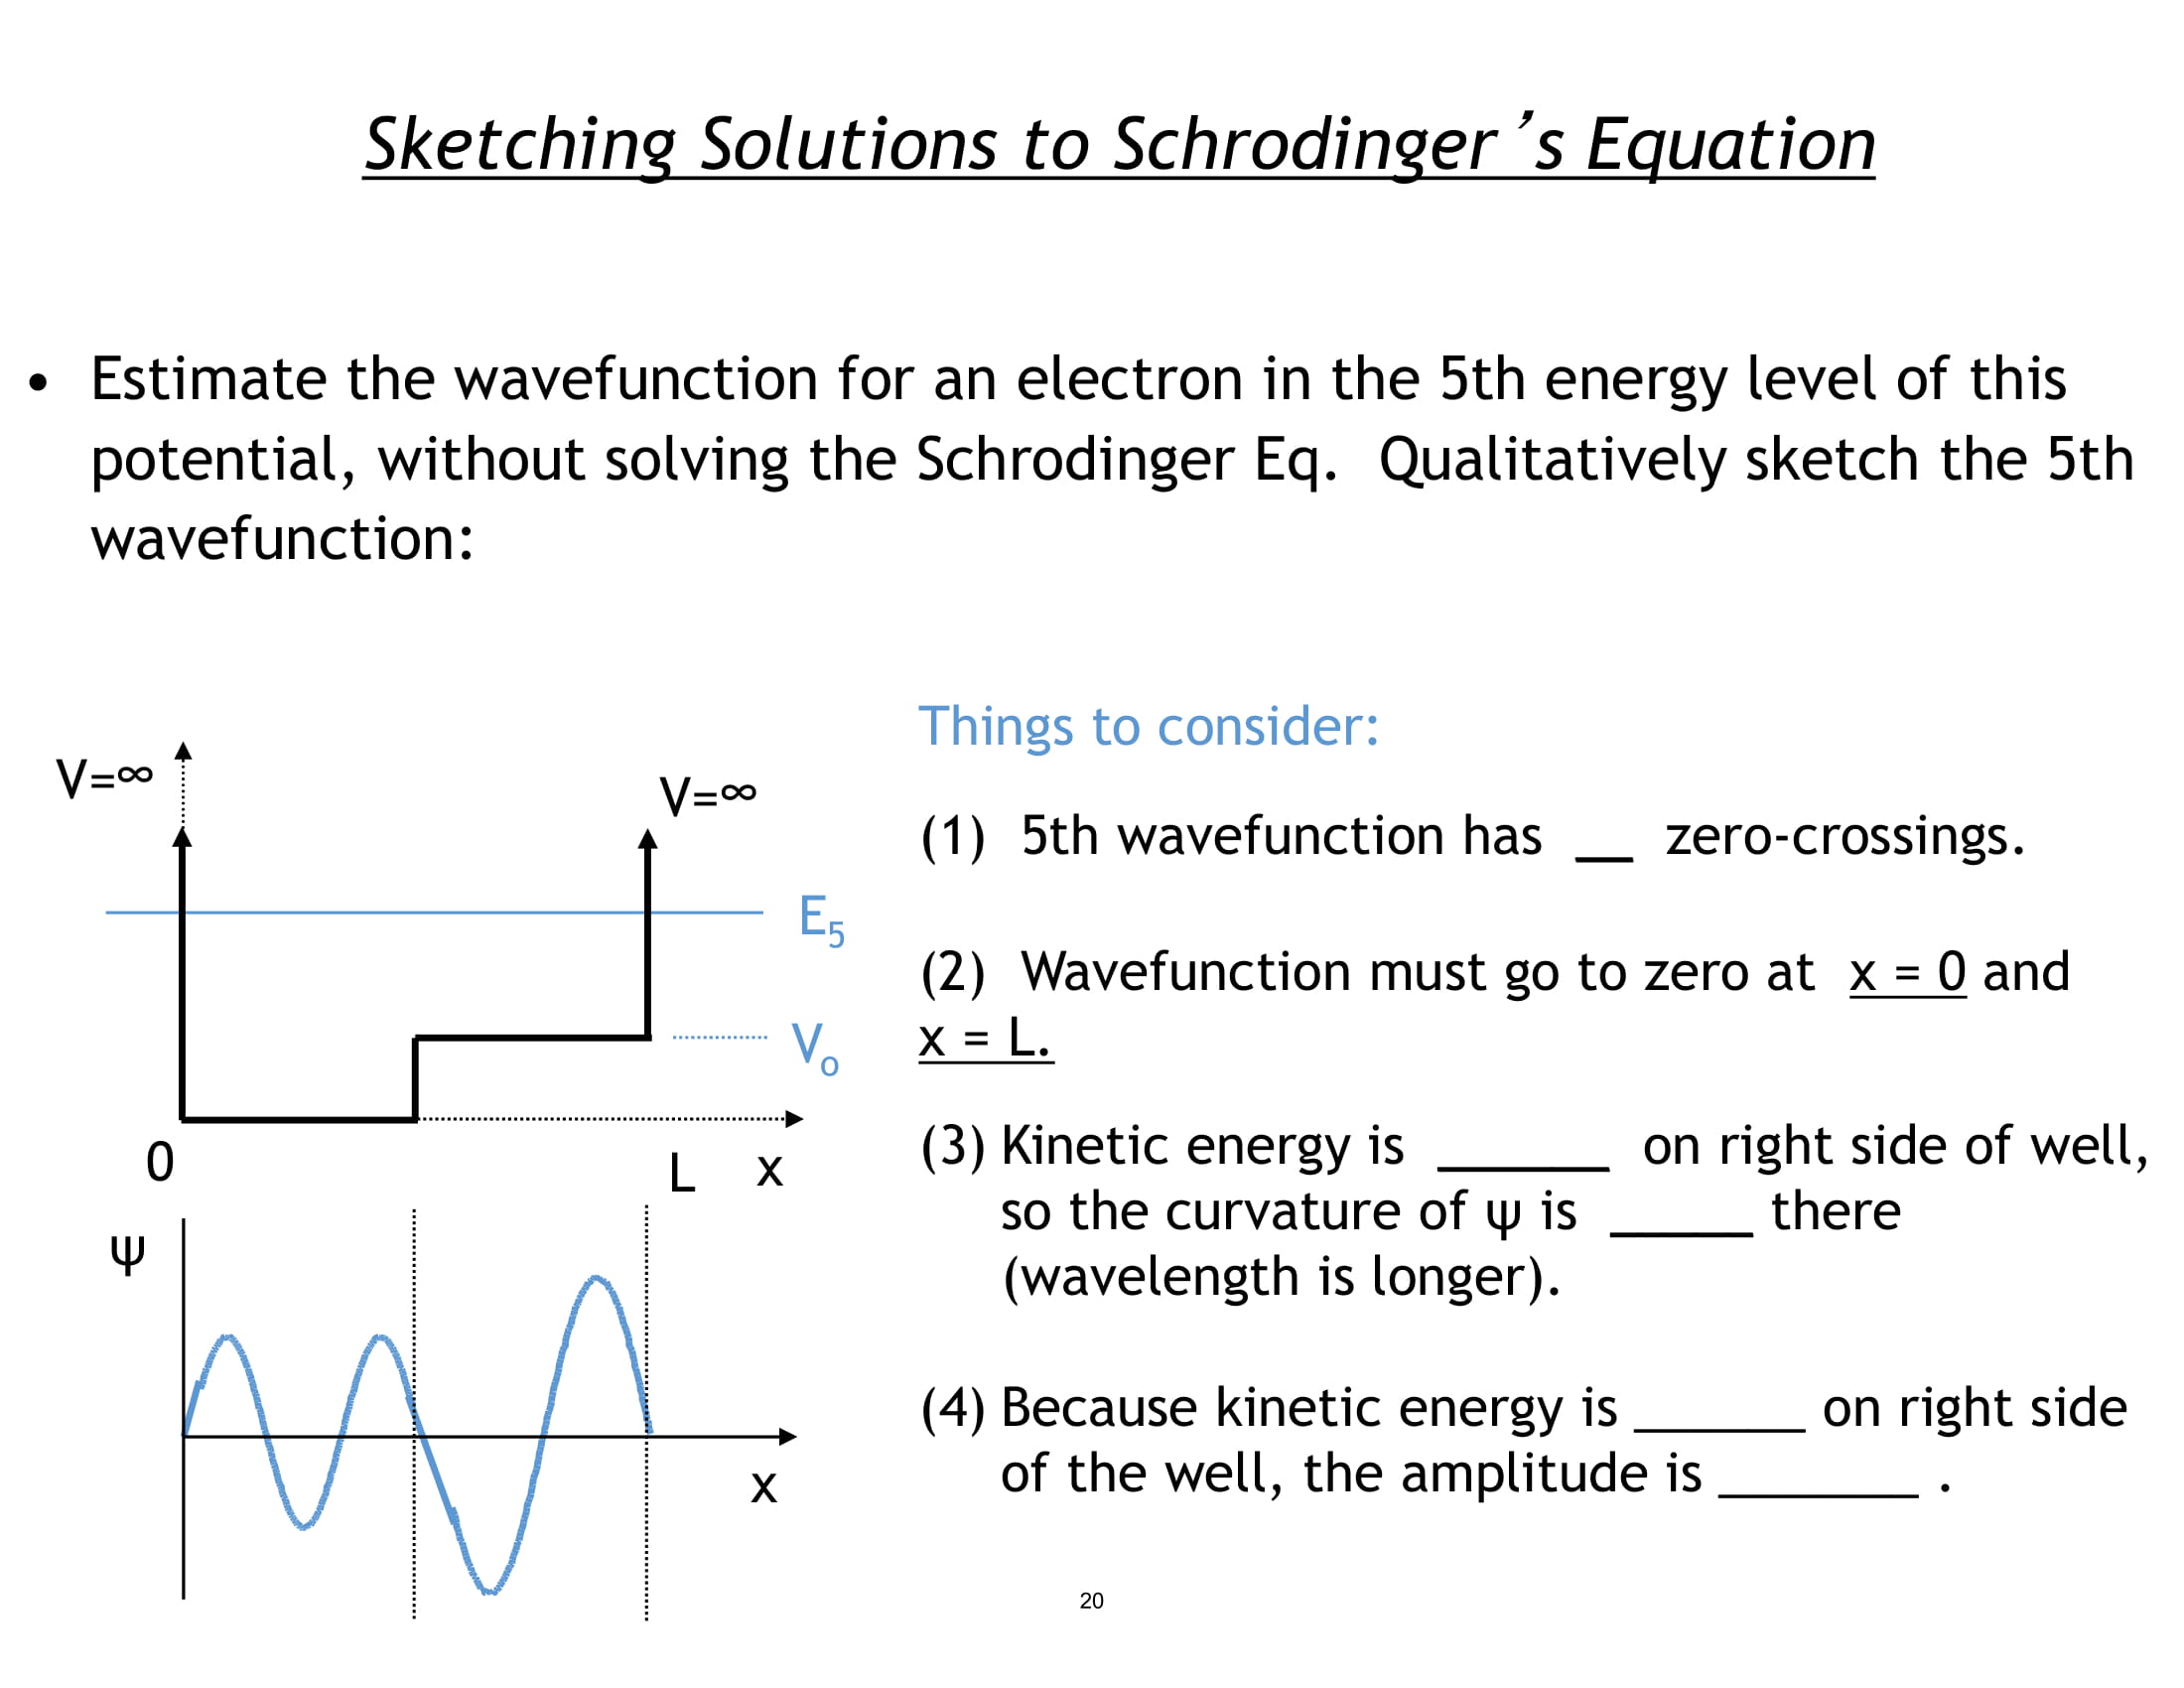 Sketching Solutions to Schrodinger´s Equation
• Estimate the wavefunction for an electron in the 5th energy level of this
potential, without solving the Schrodinger Eq. Qualitatively sketch the 5th
wavefunction:
V=∞
V=∞
E5
Vo
0
L
x
ψ
x
Things to consider:
(1) 5th wavefunction has __ zero-crossings.
(2) Wavefunction must go to zero at x = 0 and
x = L.
(3) Kinetic energy is ______ on right side of well,
so the curvature of ψ is _____ there
(wavelength is longer).
(4) Because kinetic energy is ______ on right side
of the well, the amplitude is _______ .
20